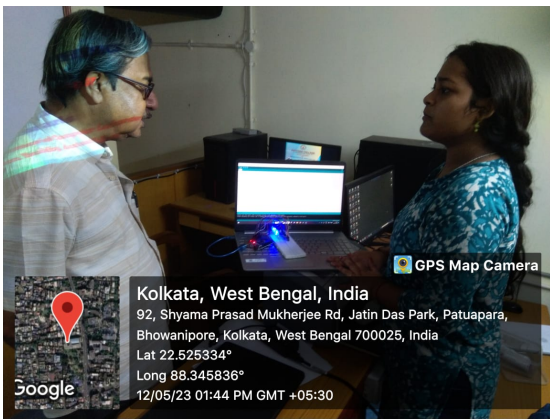 GPS Map Camera
Kolkata, West Bengal, India
92, Shyama Prasad Mukherjee Rd, Jatin Das Park, Patuapara,
Bhowanipore, Kolkata, West Bengal 700025, India
Lat 22.525334°
Long 88.345836°
12/05/23 01:44 PM GMT +05:30
Google